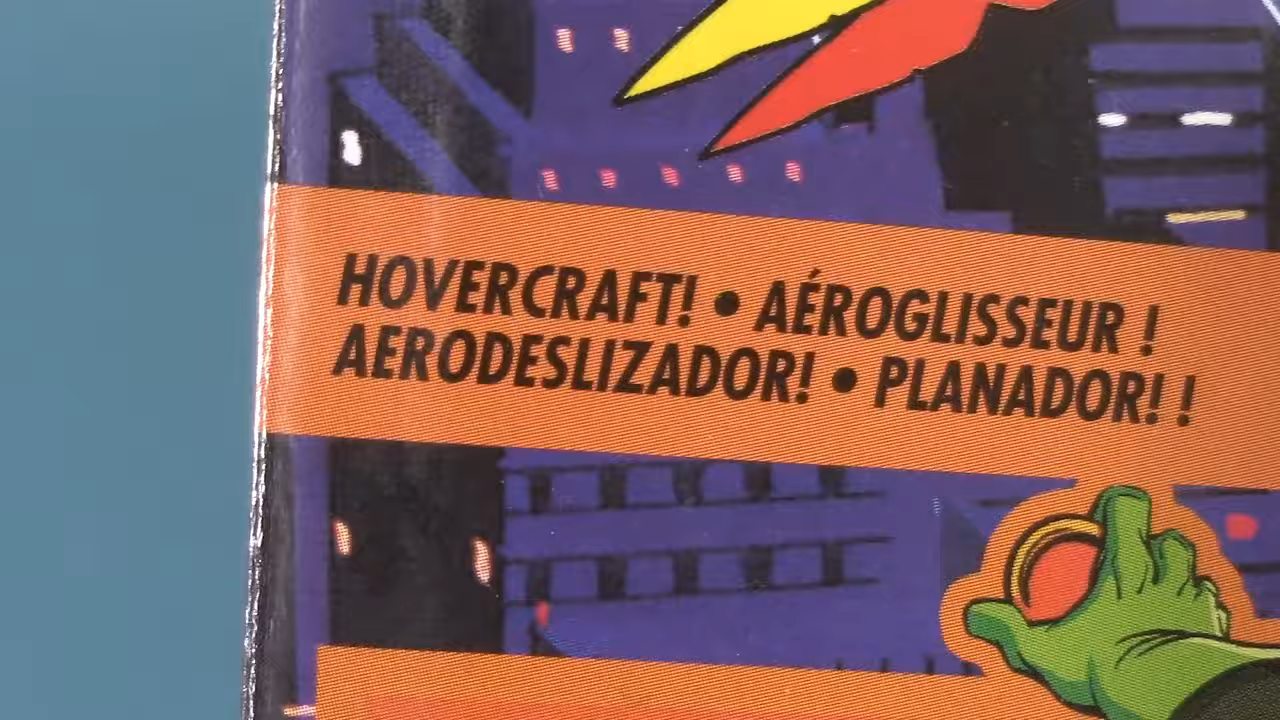 HOVERCRAFT! • AÉROGLISSEUR !
AERODESLIZADOR! • PLANADOR! !